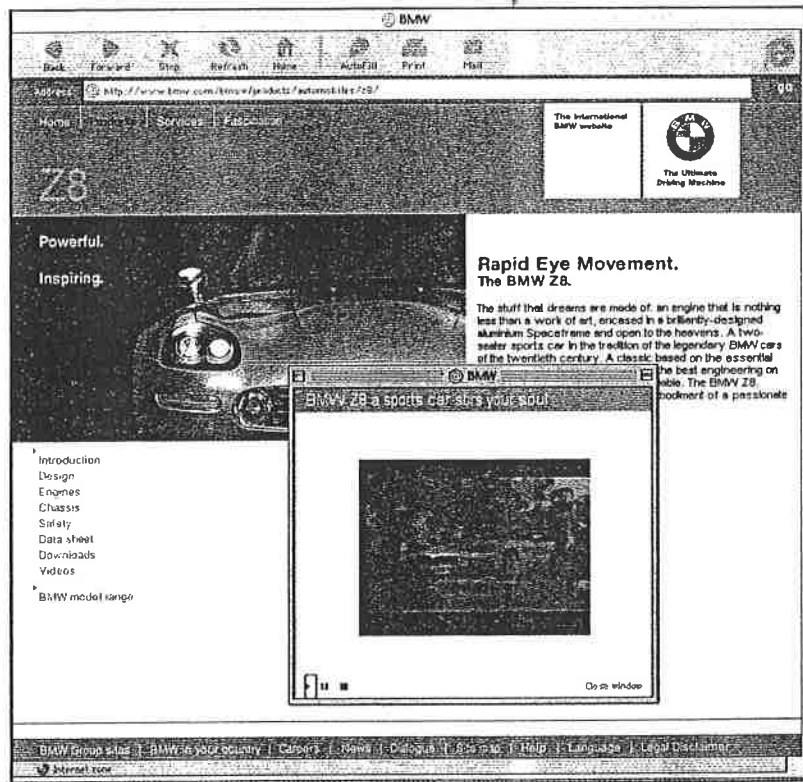 BMW
Back Forward Stop Refresh Home AutoFill Print Mail
Address http://www.bmw.com/bmwe/products/automobiles/z8/ go
Home Products Services Fascination
The international
BMW website
BMW
The Ultimate
Driving Machine
Z8
Powerful.
Inspiring.
Rapid Eye Movement.
The BMW Z8.
The stuff that dreams are made of: an engine that is nothing
less than a work of art, encased in a brilliantly-designed
aluminium Spaceframe and open to the heavens. A two-
seater sports car in the tradition of the legendary BMW cars
of the twentieth century. A classic based on the essential
the best engineering on
The BMW Z8,
bodiment of a passionate
BMW
BMW Z8 a sports car stirs your soul
Close window
Introduction
Design
Engines
Chassis
Safety
Data sheet
Downloads
Videos
BMW model range
BMW Group sites | BMW in your country | Careers | News | Dialogue | Site map | Help | Language | Legal Disclaimer
Internet zone